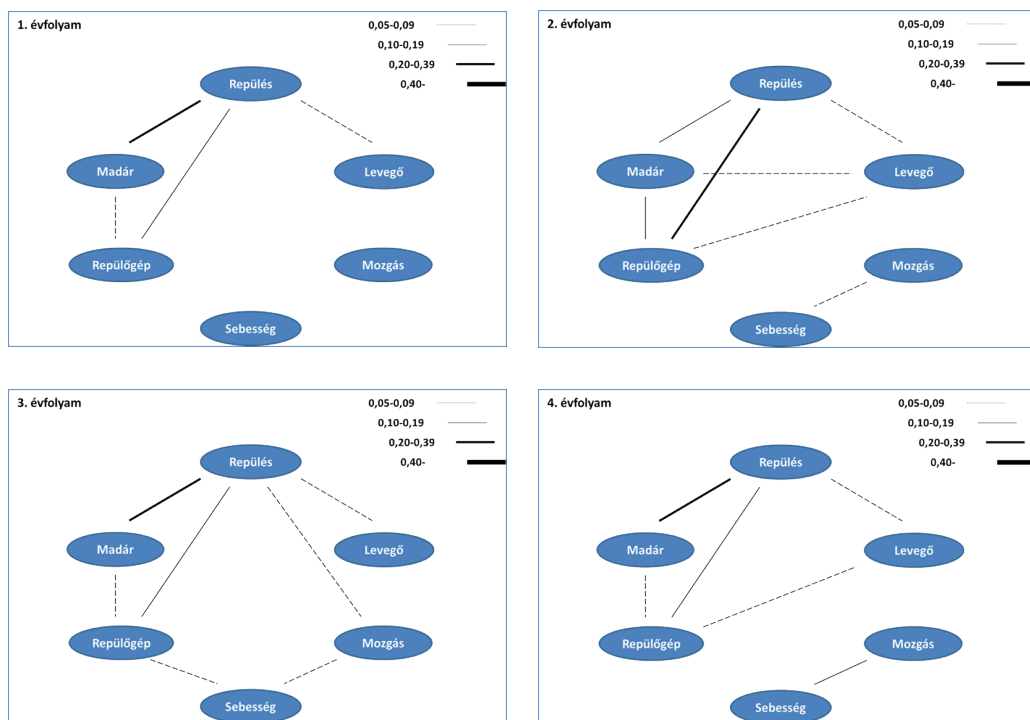 1. évfolyam
0,05-0,09
0,10-0,19
0,20-0,39
0,40-
Repülés
Madár
Levegő
Repülőgép
Mozgás
Sebesség
2. évfolyam
0,05-0,09
0,10-0,19
0,20-0,39
0,40-
Repülés
Madár
Levegő
Repülőgép
Mozgás
Sebesség
3. évfolyam
0,05-0,09
0,10-0,19
0,20-0,39
0,40-
Repülés
Madár
Levegő
Repülőgép
Mozgás
Sebesség
4. évfolyam
0,05-0,09
0,10-0,19
0,20-0,39
0,40-
Repülés
Madár
Levegő
Repülőgép
Mozgás
Sebesség